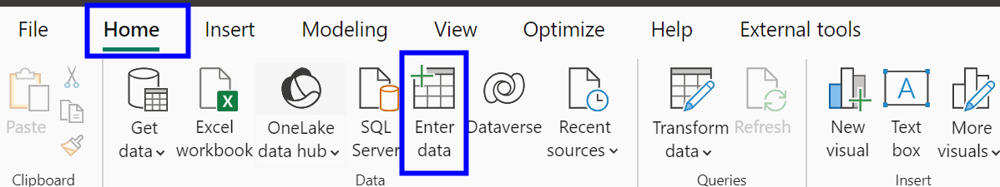 File Home Insert Modeling View Optimize Help External tools
Paste
Get data
Excel workbook
X
OneLake data hub
SQL Server
Enter data
Dataverse
Recent sources
Transform data
Refresh
New visual
A
Text box
More visuals
Clipboard Data Queries Insert